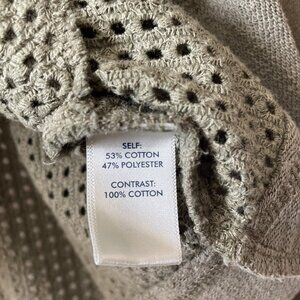 SELF:
53% COTTON
47% POLYESTER
CONTRAST:
100% COTTON